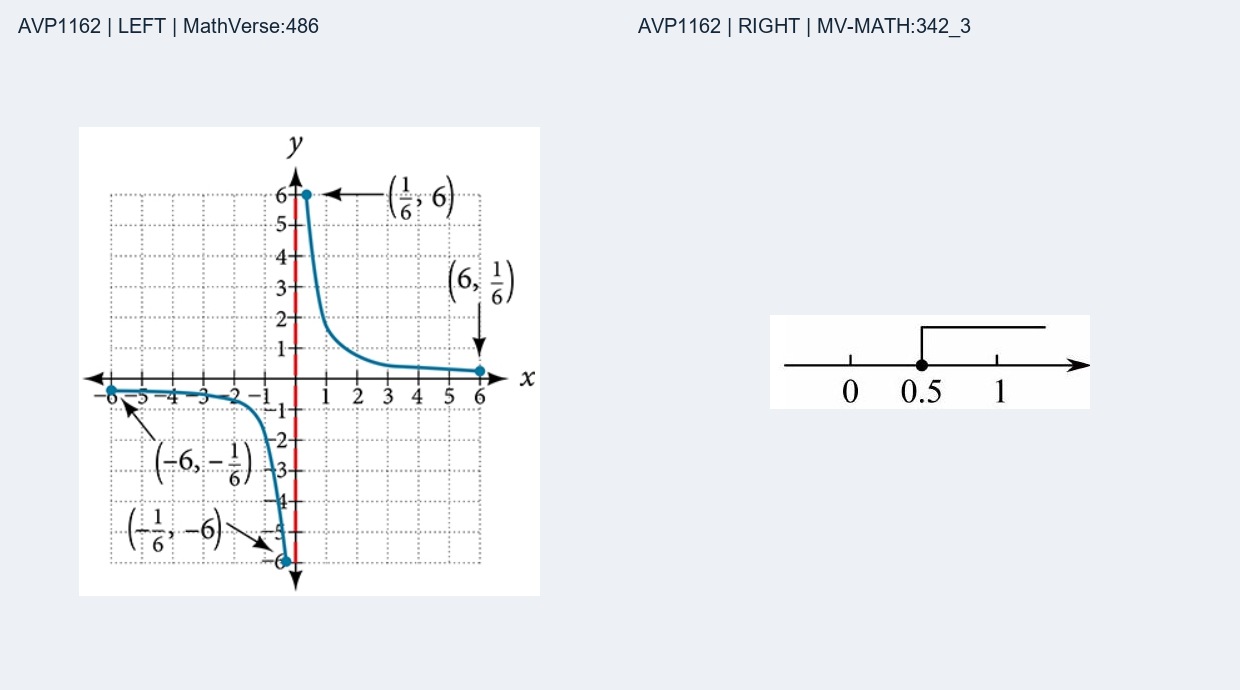 AVP1162 | LEFT | MathVerse:486
AVP1162 | RIGHT | MV-MATH:342_3
y
6
(1/6, 6)
5
4
(6, 1/6)
3
2
1
x
−6 −5 −4 −3 −2 −1 1 2 3 4 5 6
−1
−2
(−6, −1/6)
−3
−4
(−1/6, −6)
−5
−6
0 0.5 1